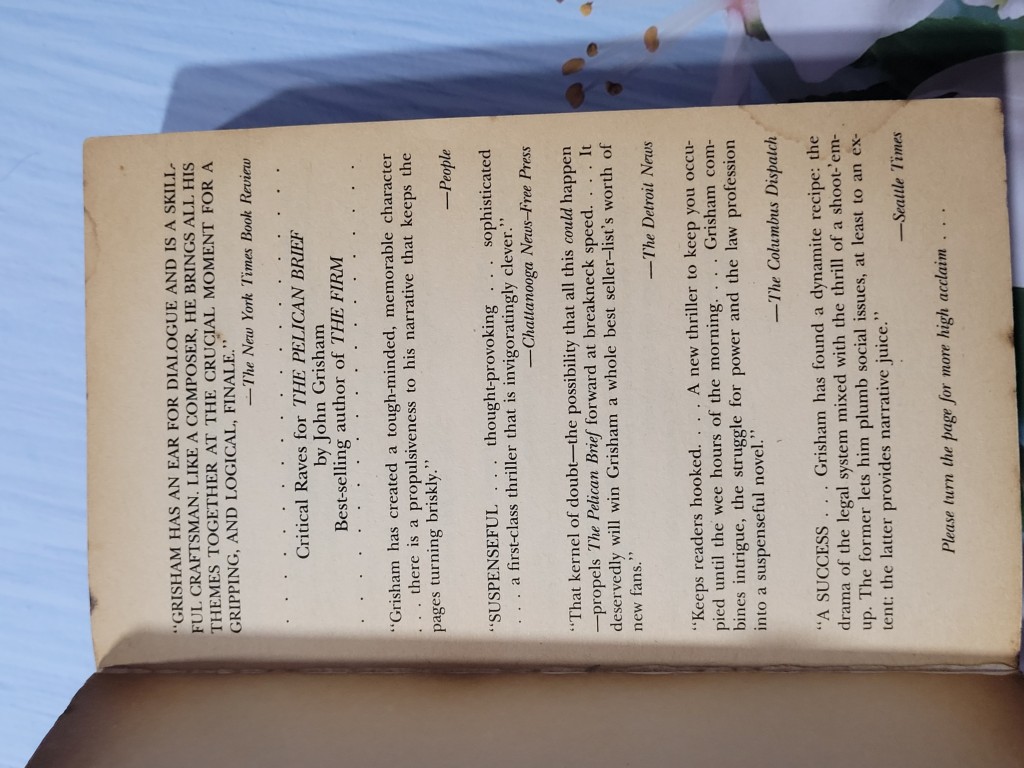 "GRISHAM HAS AN EAR FOR DIALOGUE AND IS A SKILL-
FUL CRAFTSMAN. LIKE A COMPOSER, HE BRINGS ALL HIS
THEMES TOGETHER AT THE CRUCIAL MOMENT FOR A
GRIPPING, AND LOGICAL, FINALE."
—The New York Times Book Review
. . . . . . . . . . . . .
Critical Raves for THE PELICAN BRIEF
by John Grisham
Best-selling author of THE FIRM
. . . . . . . . . . . . .
"Grisham has created a tough-minded, memorable character
. . . there is a propulsiveness to his narrative that keeps the
pages turning briskly."
—People
"SUSPENSEFUL . . . . thought-provoking . . . . sophisticated
. . . . a first-class thriller that is invigoratingly clever."
—Chattanooga News–Free Press
"That kernel of doubt—the possibility that all this could happen
—propels The Pelican Brief forward at breakneck speed. . . . It
deservedly will win Grisham a whole best seller–list's worth of
new fans."
—The Detroit News
"Keeps readers hooked. . . . A new thriller to keep you occu-
pied until the wee hours of the morning. . . . Grisham com-
bines intrigue, the struggle for power and the law profession
into a suspenseful novel."
—The Columbus Dispatch
"A SUCCESS . . . . Grisham has found a dynamite recipe: the
drama of the legal system mixed with the thrill of a shoot-'em-
up. The former lets him plumb social issues, at least to an ex-
tent: the latter provides narrative juice."
—Seattle Times
Please turn the page for more high acclaim . . . .